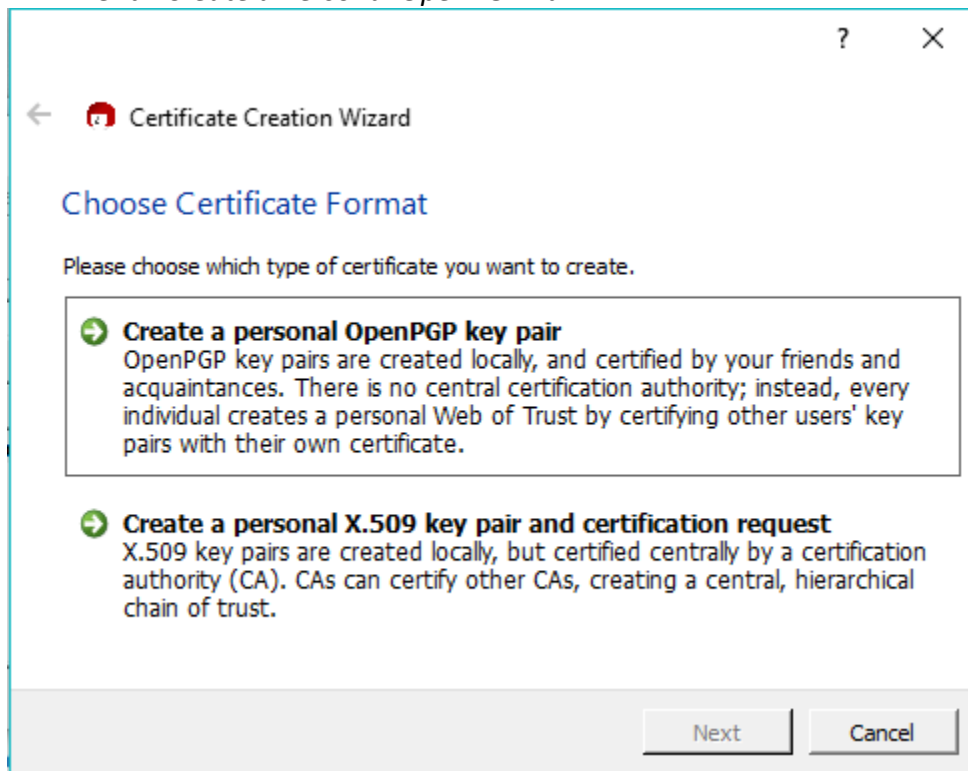 ?
Certificate Creation Wizard
Choose Certificate Format
Please choose which type of certificate you want to create.
Create a personal OpenPGP key pair
OpenPGP key pairs are created locally, and certified by your friends and
acquaintances. There is no central certification authority; instead, every
individual creates a personal Web of Trust by certifying other users' key
pairs with their own certificate.
Create a personal X.509 key pair and certification request
X.509 key pairs are created locally, but certified centrally by a certification
authority (CA). CAs can certify other CAs, creating a central, hierarchical
chain of trust.
Next Cancel